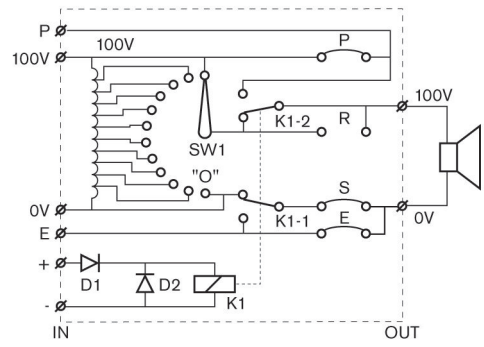 P
100V
100V
P
100V
K1-2
R
SW1
"O"
0V
K1-1
S
0V
E
E
+
D1
D2
K1
-
IN
OUT